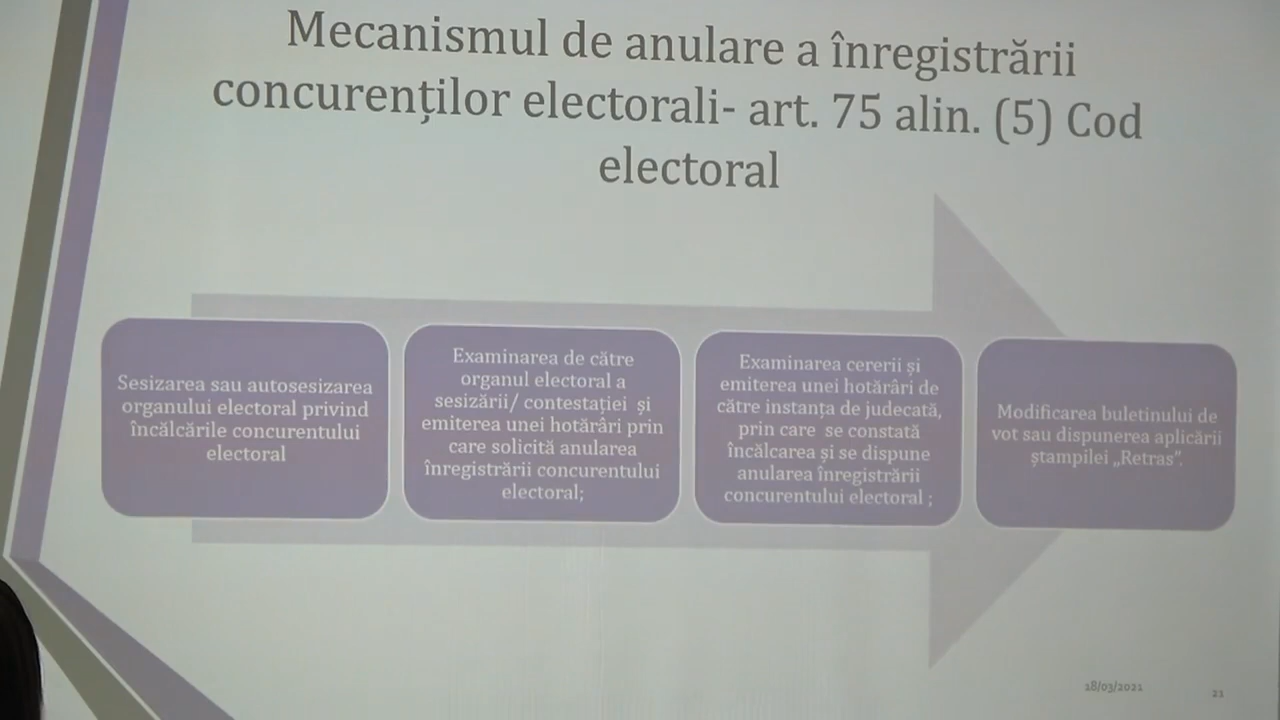 Mecanismul de anulare a înregistrării
concurenților electorali- art. 75 alin. (5) Cod
electoral
Sesizarea sau autosesizarea
organului electoral privind
încălcările concurentului
electoral
Examinarea de către
organul electoral a
sesizării/ contestației și
emiterea unei hotărâri prin
care solicită anularea
înregistrării concurentului
electoral;
Examinarea cererii și
emiterea unei hotărâri de
către instanța de judecată,
prin care se constată
încălcarea și se dispune
anularea înregistrării
concurentului electoral ;
Modificarea buletinului de
vot sau dispunerea aplicării
ștampilei „Retras”.
18/03/2021